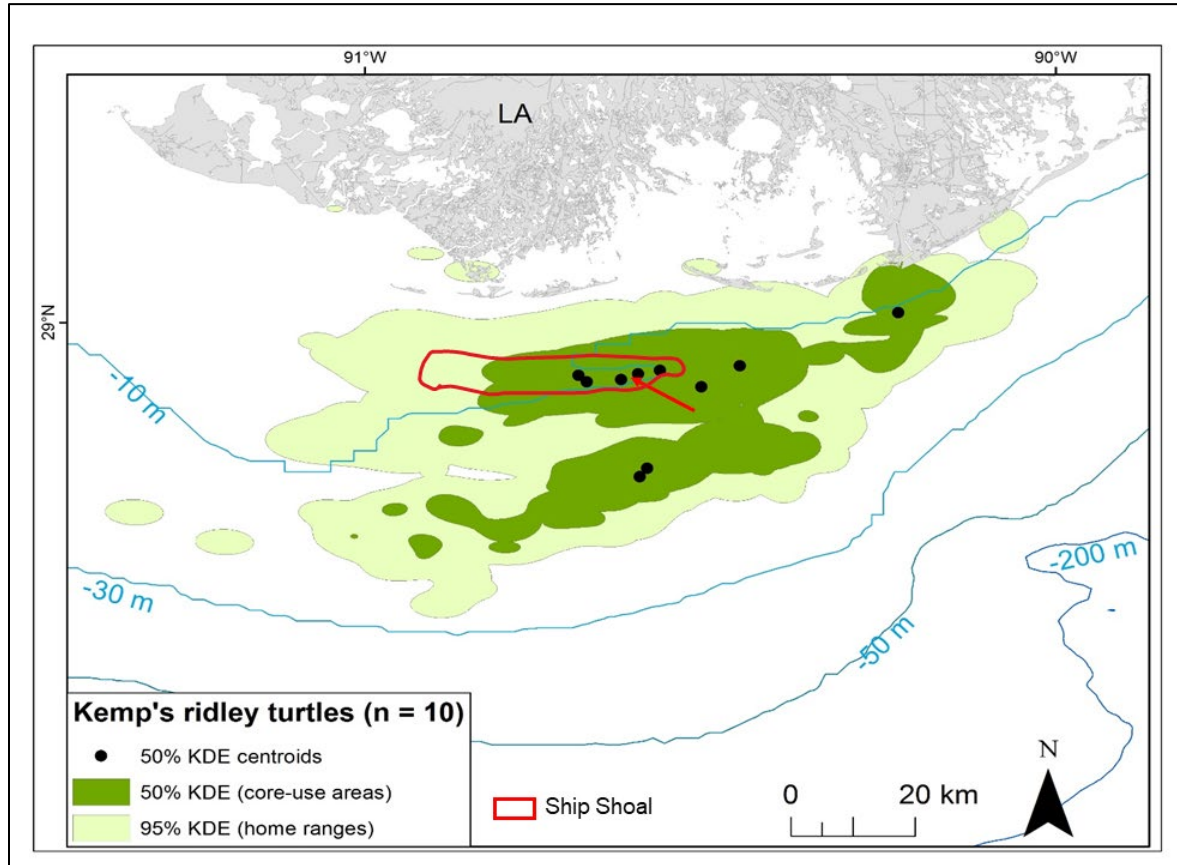 91°W
90°W
LA
29°N
-10 m
-30 m
-200 m
-50 m
Kemp's ridley turtles (n = 10)
50% KDE centroids
50% KDE (core-use areas)
95% KDE (home ranges)
Ship Shoal
0 20 km
N